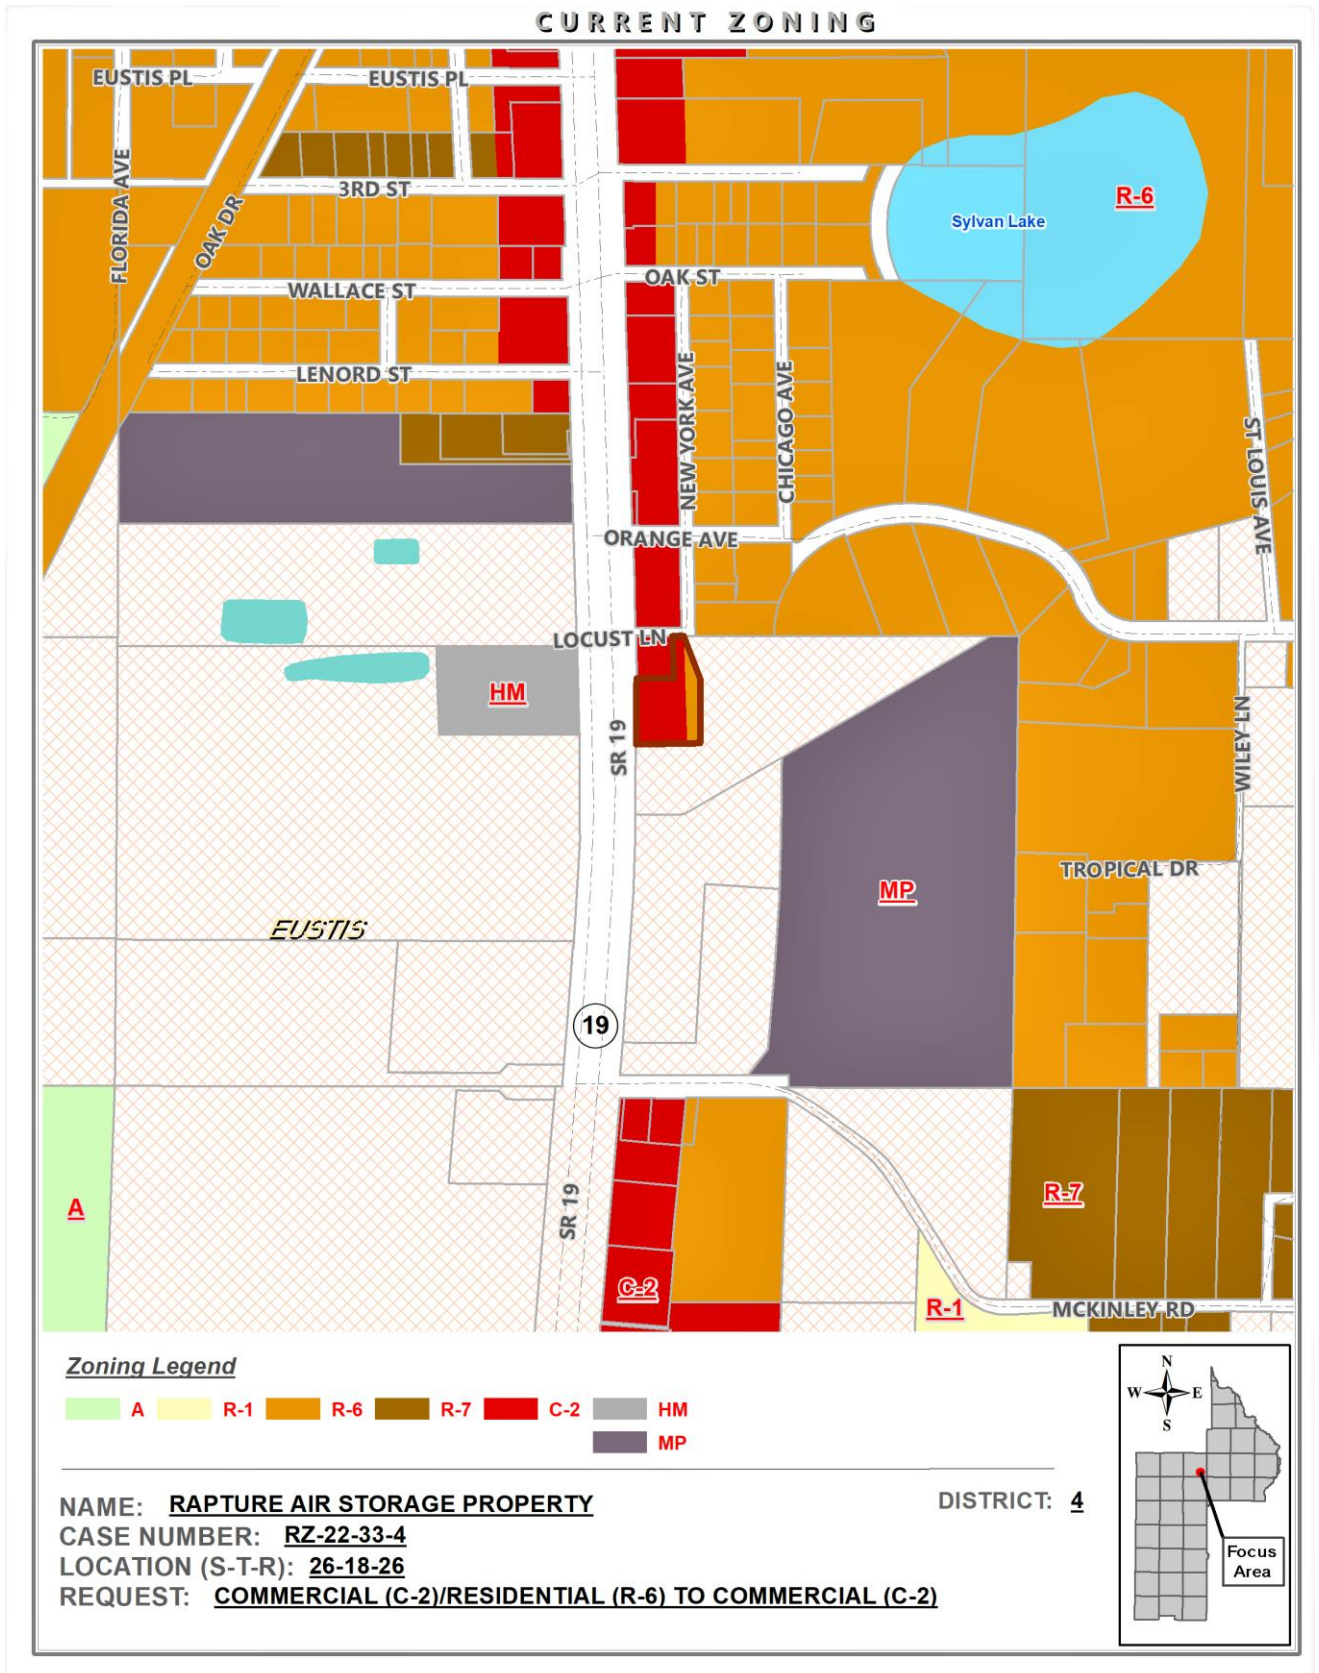 CURRENT ZONING
EUSTIS PL
EUSTIS PL
FLORIDA AVE
OAK DR
3RD ST
R-6
Sylvan Lake
OAK ST
WALLACE ST
LENORD ST
NEW YORK AVE
CHICAGO AVE
ST LOUIS AVE
ORANGE AVE
LOCUST LN
HM
SR 19
WILEY LN
TROPICAL DR
MP
EUSTIS
19
A
SR 19
R-7
C-2
R-1
MCKINLEY RD
Zoning Legend
A R-1 R-6 R-7 C-2 HM
MP
N
W E
S
Focus
Area
NAME: RAPTURE AIR STORAGE PROPERTY DISTRICT: 4
CASE NUMBER: RZ-22-33-4
LOCATION (S-T-R): 26-18-26
REQUEST: COMMERCIAL (C-2)/RESIDENTIAL (R-6) TO COMMERCIAL (C-2)